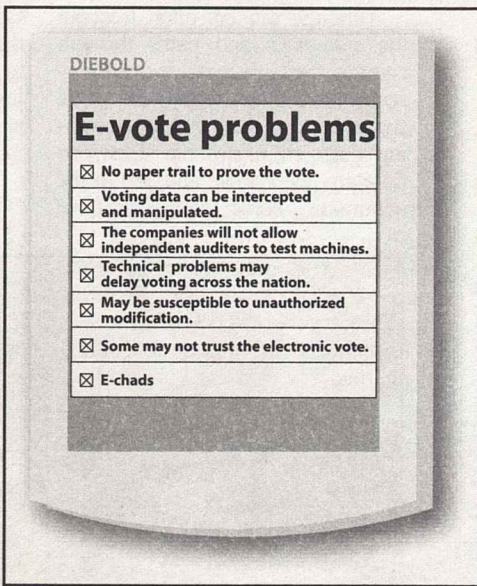 DIEBOLD
E-vote problems
☒ No paper trail to prove the vote.
☒ Voting data can be intercepted
and manipulated.
☒ The companies will not allow
independent auditers to test machines.
☒ Technical problems may
delay voting across the nation.
☒ May be susceptible to unauthorized
modification.
☒ Some may not trust the electronic vote.
☒ E-chads